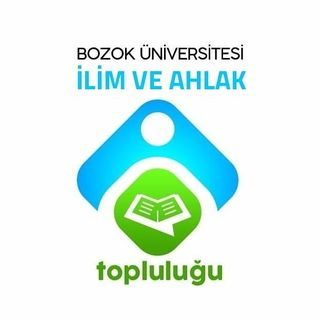 BOZOK ÜNİVERSİTESİ
İLİM VE AHLAK
topluluğu